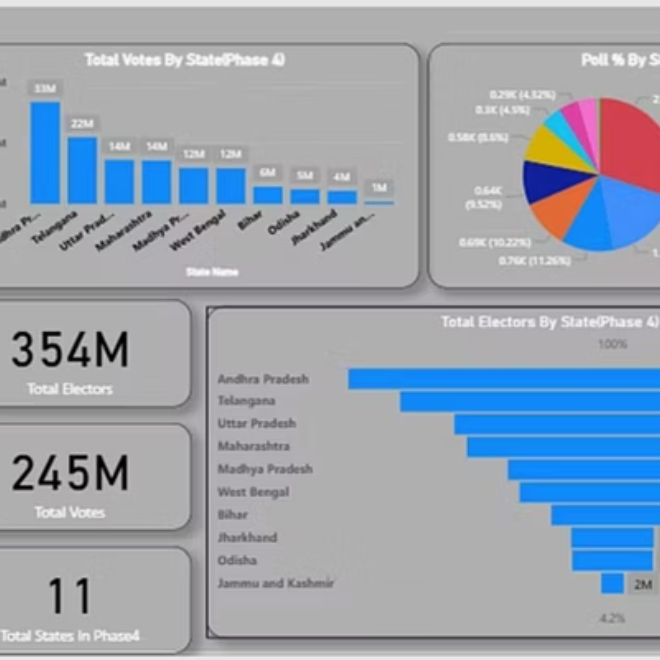 Total Votes By State(Phase 4)
33M
22M
14M
14M
12M
12M
6M
5M
4M
1M
Telangana
Uttar Prad...
Maharashtra
Madhya Pr...
West Bengal
Bihar
Odisha
Jharkhand
Jammu an...
State Name
Poll % By S
0.29K (4.32%)
0.3K (4.5%)
0.58K (8.6%)
0.64K
(9.52%)
0.69K (10.22%)
0.76K (11.26%)
354M
Total Electors
245M
Total Votes
11
Total States In Phase4
Total Electors By State(Phase 4)
100%
Andhra Pradesh
Telangana
Uttar Pradesh
Maharashtra
Madhya Pradesh
West Bengal
Bihar
Jharkhand
Odisha
Jammu and Kashmir
2M
4.2%